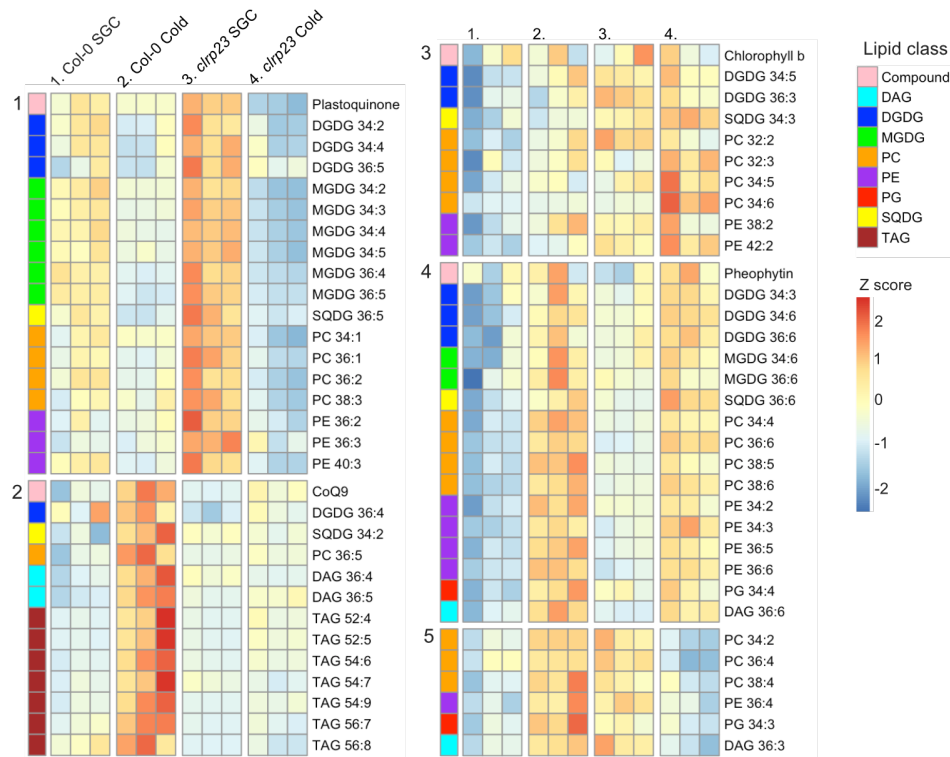 1. Col-0 SGC
2. Col-0 Cold
3. clrp23 SGC
4. clrp23 Cold
1
Plastoquinone
DGDG 34:2
DGDG 34:4
DGDG 36:5
MGDG 34:2
MGDG 34:3
MGDG 34:4
MGDG 34:5
MGDG 36:4
MGDG 36:5
SQDG 36:5
PC 34:1
PC 36:1
PC 36:2
PC 38:3
PE 36:2
PE 36:3
PE 40:3
2
CoQ9
DGDG 36:4
SQDG 34:2
PC 36:5
DAG 36:4
DAG 36:5
TAG 52:4
TAG 52:5
TAG 54:6
TAG 54:7
TAG 54:9
TAG 56:7
TAG 56:8
1. 2. 3. 4.
3
Chlorophyll b
DGDG 34:5
DGDG 36:3
SQDG 34:3
PC 32:2
PC 32:3
PC 34:5
PC 34:6
PE 38:2
PE 42:2
4
Pheophytin
DGDG 34:3
DGDG 34:6
DGDG 36:6
MGDG 34:6
MGDG 36:6
SQDG 36:6
PC 34:4
PC 36:6
PC 38:5
PC 38:6
PE 34:2
PE 34:3
PE 36:5
PE 36:6
PG 34:4
DAG 36:6
5
PC 34:2
PC 36:4
PC 38:4
PE 36:4
PG 34:3
DAG 36:3
Lipid class
Compound
DAG
DGDG
MGDG
PC
PE
PG
SQDG
TAG
Z score
2
1
0
-1
-2